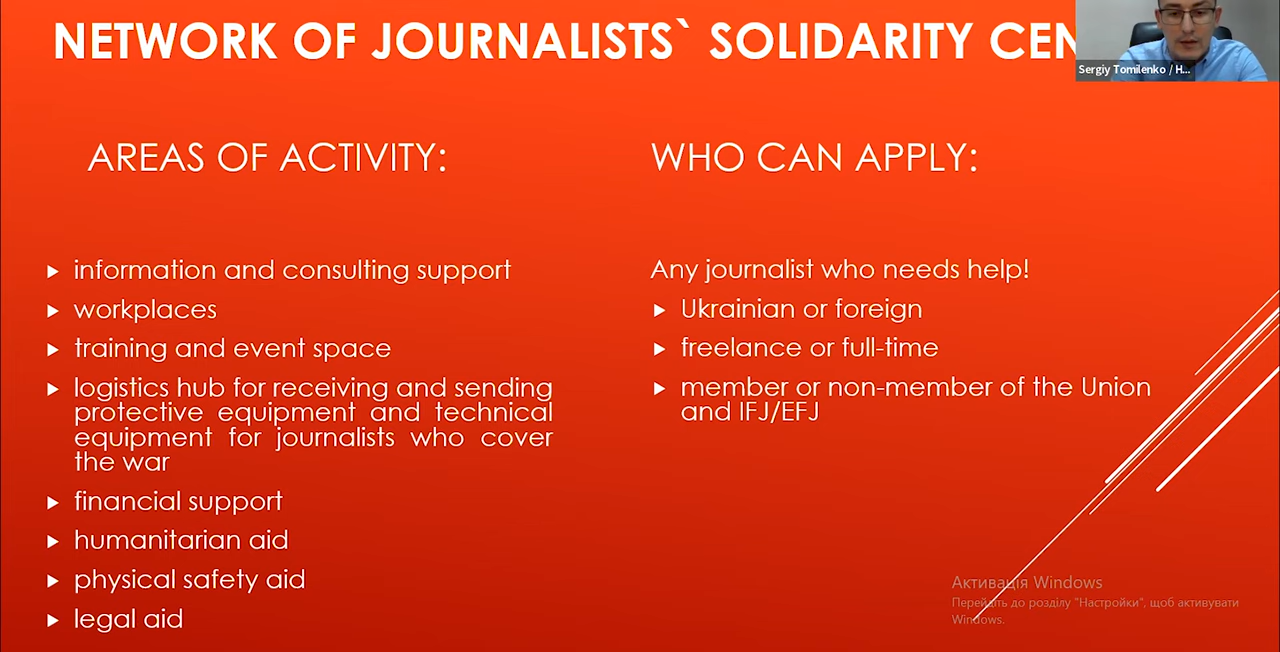 NETWORK OF JOURNALISTS` SOLIDARITY CEN
Sergiy Tomilenko / H...
AREAS OF ACTIVITY:
information and consulting support
workplaces
training and event space
logistics hub for receiving and sending
protective equipment and technical
equipment for journalists who cover
the war
financial support
humanitarian aid
physical safety aid
legal aid
WHO CAN APPLY:
Any journalist who needs help!
Ukrainian or foreign
freelance or full-time
member or non-member of the Union
and IFJ/EFJ
Активація Windows
Перейдіть до розділу "Настройки", щоб активувати
Windows.